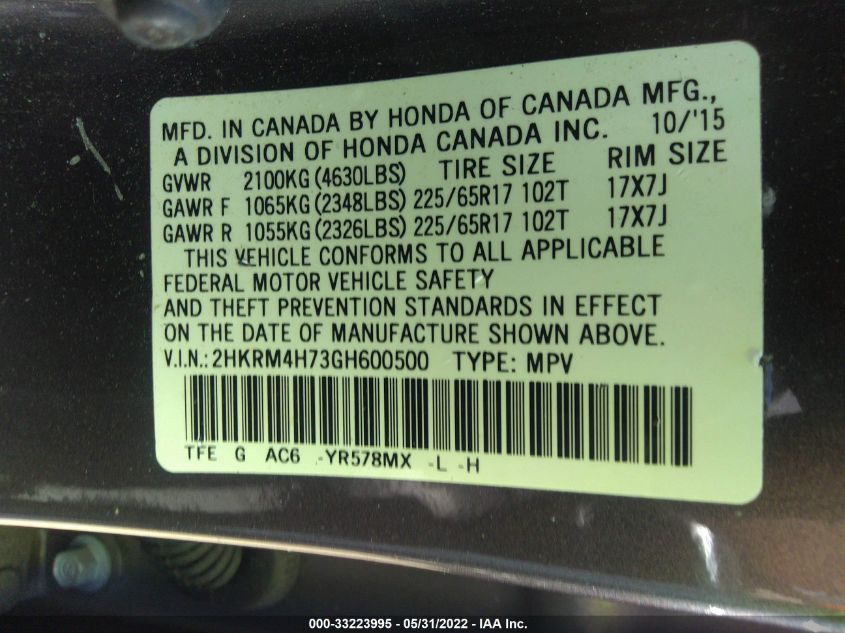 MFD. IN CANADA BY HONDA OF CANADA MFG.,
A DIVISION OF HONDA CANADA INC. 10/'15
GVWR 2100KG (4630LBS) TIRE SIZE RIM SIZE
GAWR F 1065KG (2348LBS) 225/65R17 102T 17X7J
GAWR R 1055KG (2326LBS) 225/65R17 102T 17X7J
THIS VEHICLE CONFORMS TO ALL APPLICABLE
FEDERAL MOTOR VEHICLE SAFETY
AND THEFT PREVENTION STANDARDS IN EFFECT
ON THE DATE OF MANUFACTURE SHOWN ABOVE.
V.I.N.: 2HKRM4H73GH600500 TYPE: MPV
TFE G AC6 -YR578MX -L -H
000-33223995 - 05/31/2022 - IAA Inc.